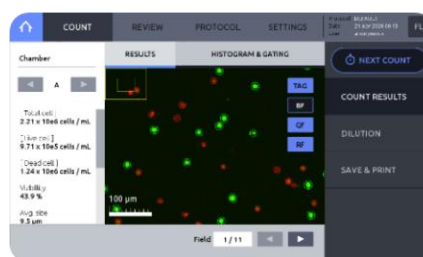 COUNT
REVIEW
PROTOCOL
SETTINGS
Chamber
A
RESULTS
HISTOGRAM & GATING
Total cell ]
2.21 x 10e6 cells / mL
[Live cell ]
9.71 x 10e5 cells / mL
[Dead cell ]
1.24 x 10e6 cells / mL
Viability
43.9 %
Avg. size
9.5 µm
TAG
BF
GF
RF
100 µm
Field
1 / 11
NEXT COUNT
COUNT RESULTS
DILUTION
SAVE & PRINT